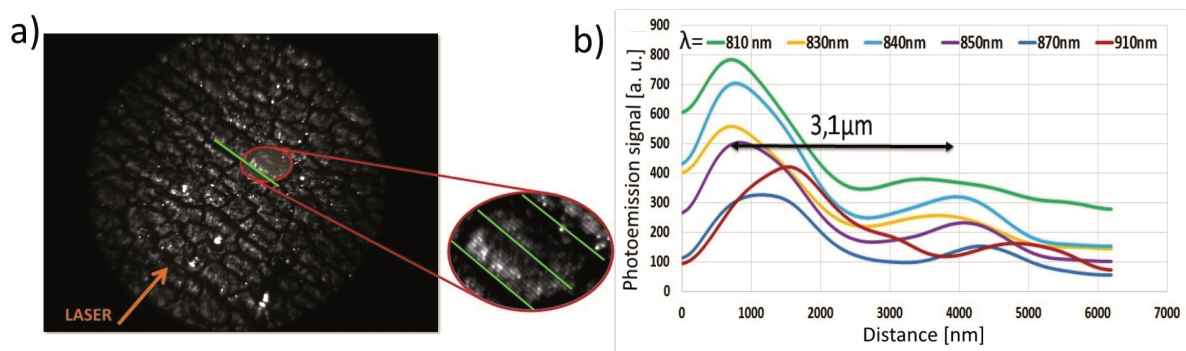 a)
LASER
b)
Photoemission signal [a. u.]
900
800
700
600
500
400
300
200
100
0
λ= 810 nm 830nm 840nm 850nm 870nm 910nm
3,1µm
0 1000 2000 3000 4000 5000 6000 7000
Distance [nm]